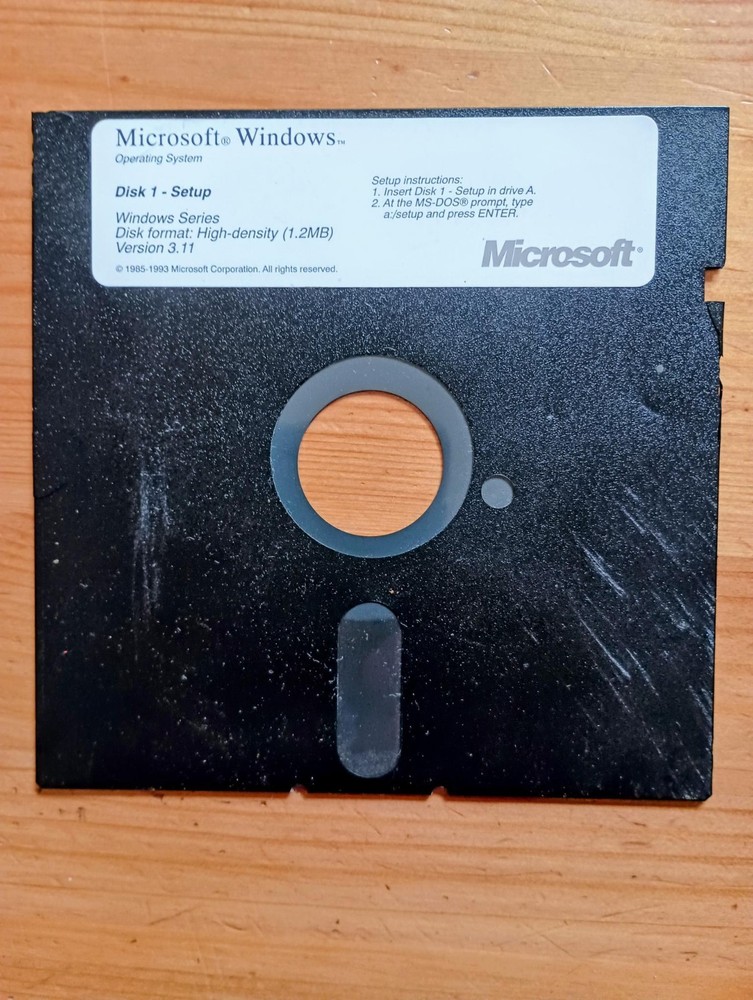 Microsoft® Windows™
Operating System
Disk 1 - Setup
Windows Series
Disk format: High-density (1.2MB)
Version 3.11
© 1985-1993 Microsoft Corporation. All rights reserved.
Setup instructions:
1. Insert Disk 1 - Setup in drive A.
2. At the MS-DOS® prompt, type
a:/setup and press ENTER.
Microsoft®